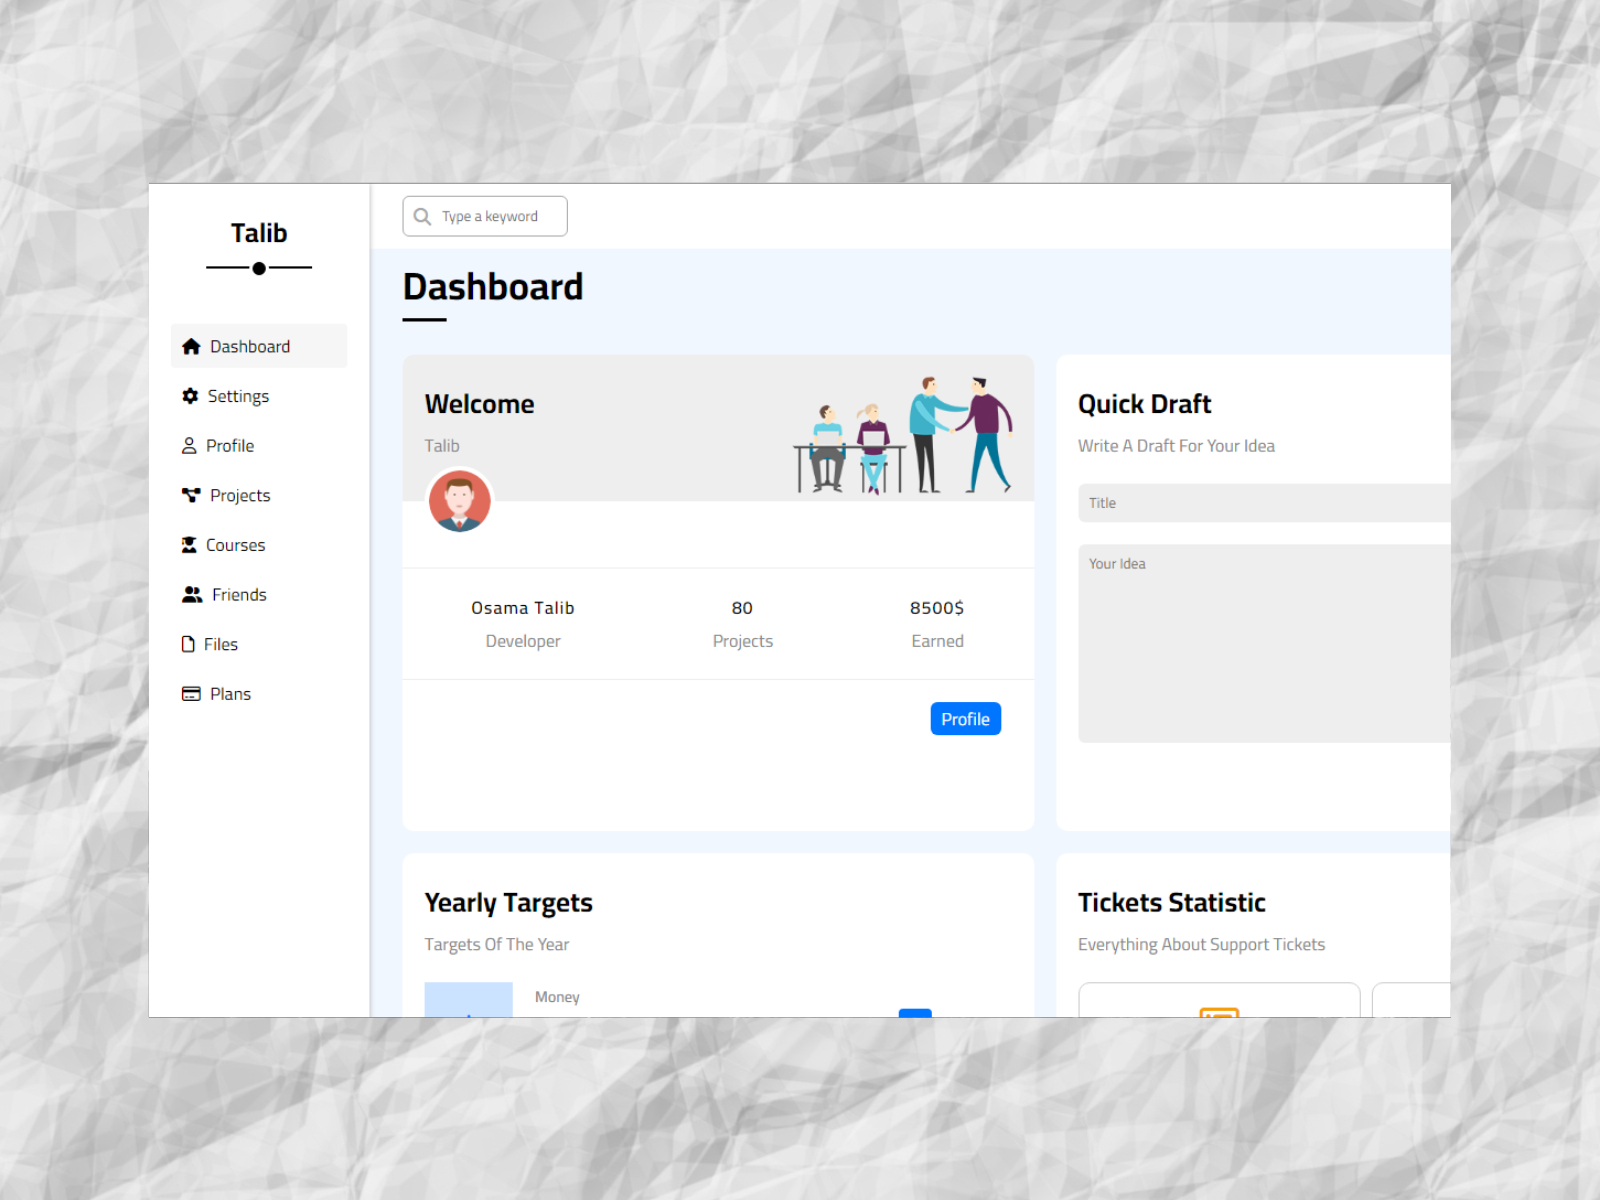 Talib
Dashboard
Settings
Profile
Projects
Courses
Friends
Files
Plans
Type a keyword
Dashboard
Welcome
Talib
Osama Talib
Developer
80
Projects
8500$
Earned
Profile
Quick Draft
Write A Draft For Your Idea
Title
Your Idea
Yearly Targets
Targets Of The Year
Money
Tickets Statistic
Everything About Support Tickets